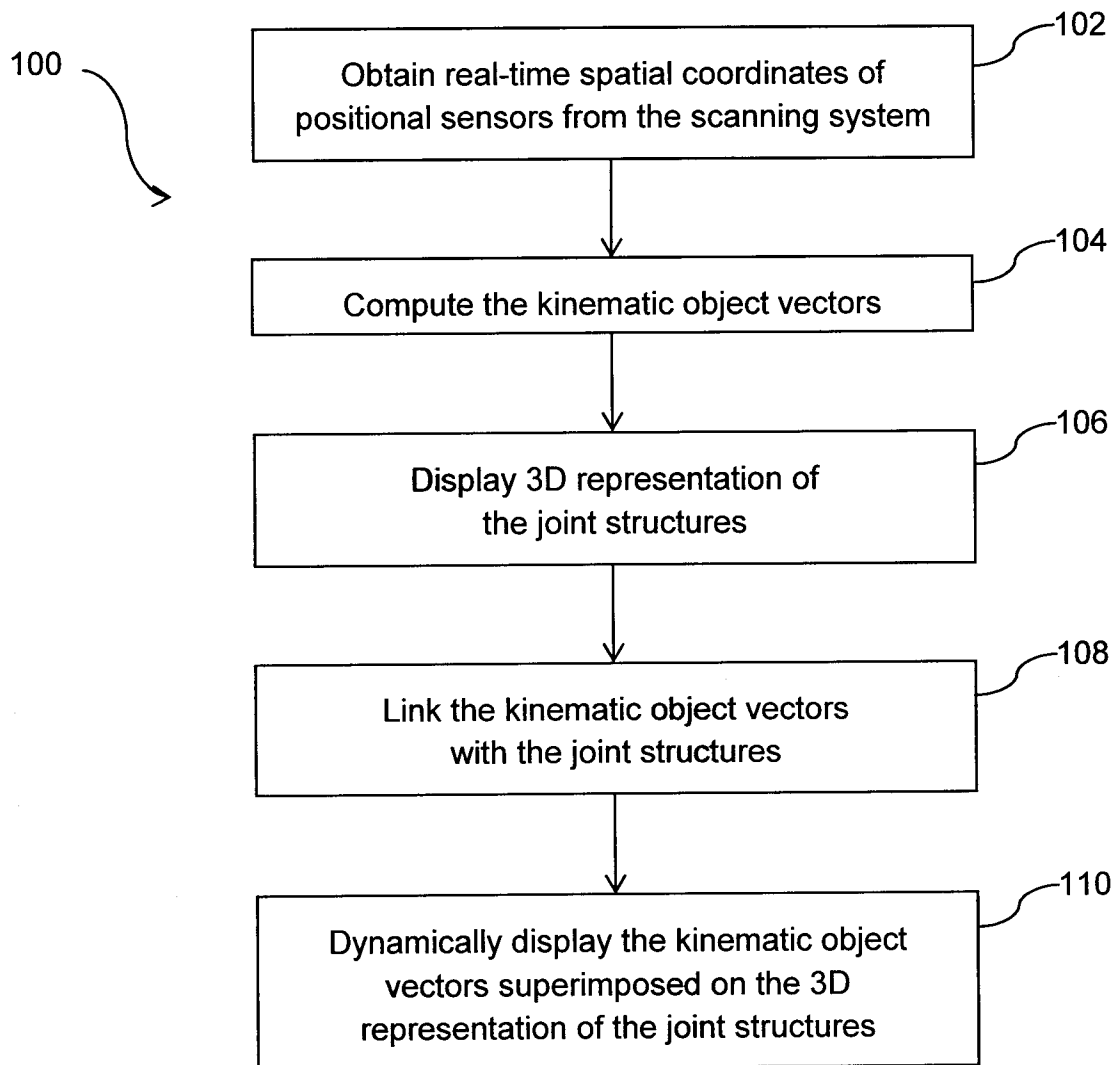 100
102
Obtain real-time spatial coordinates of
positional sensors from the scanning system
104
Compute the kinematic object vectors
106
Display 3D representation of
the joint structures
108
Link the kinematic object vectors
with the joint structures
110
Dynamically display the kinematic object
vectors superimposed on the 3D
representation of the joint structures